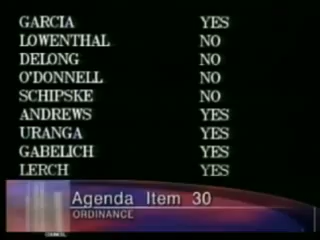 GARCIA YES
LOWENTHAL NO
DELONG NO
O'DONNELL NO
SCHIPSKE NO
ANDREWS YES
URANGA YES
GABELICH YES
LERCH YES
Agenda Item 30
ORDINANCE
COUNCIL